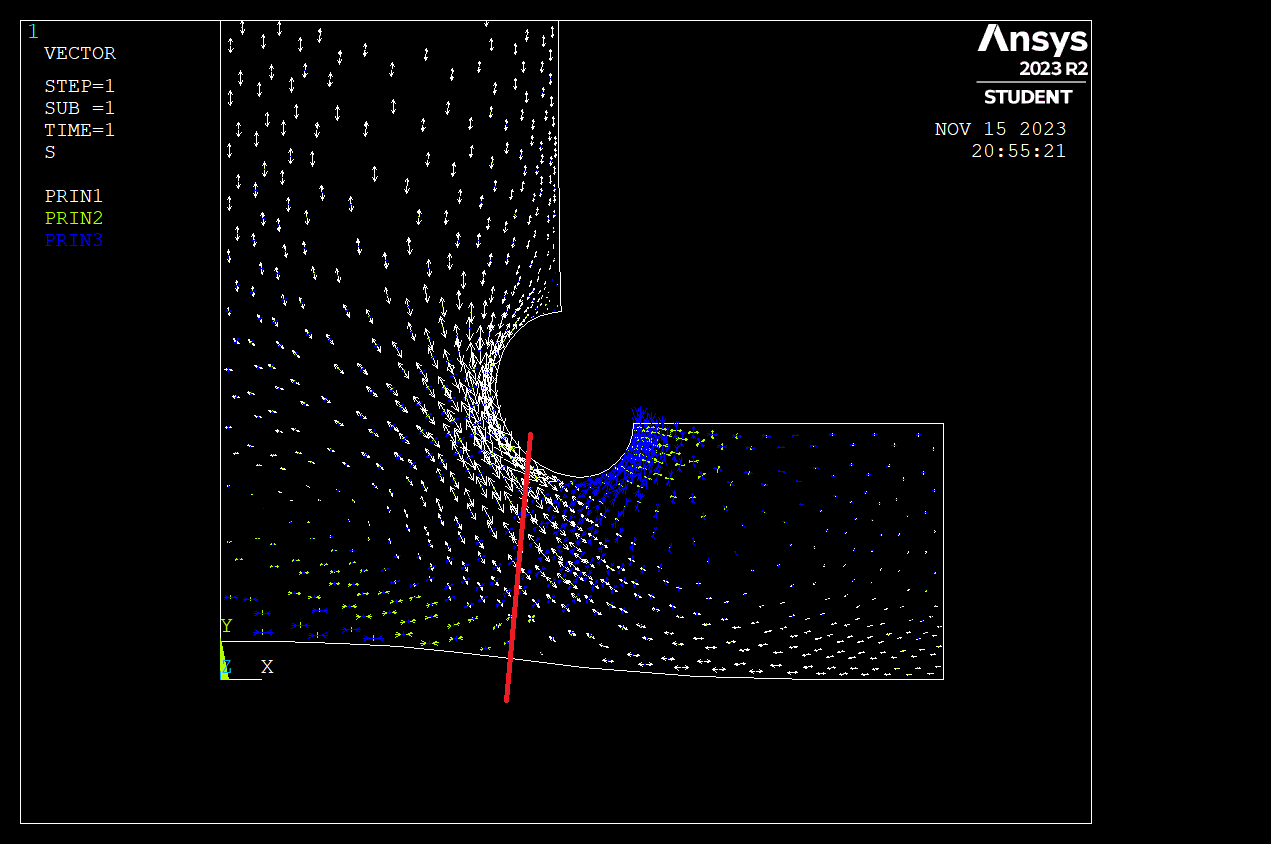 1
VECTOR
STEP=1
SUB =1
TIME=1
S
PRIN1
PRIN2
PRIN3
Ansys
2023 R2
STUDENT
NOV 15 2023
20:55:21
Y
Z X